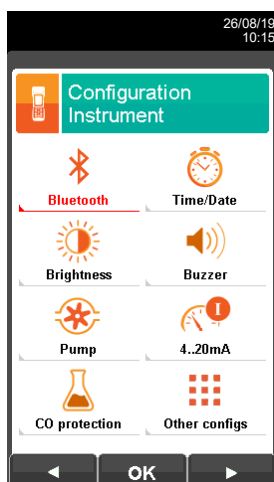 26/08/19
10:15
Configuration
Instrument
Bluetooth
Time/Date
Brightness
Buzzer
Pump
I
4..20mA
CO protection
Other configs
OK